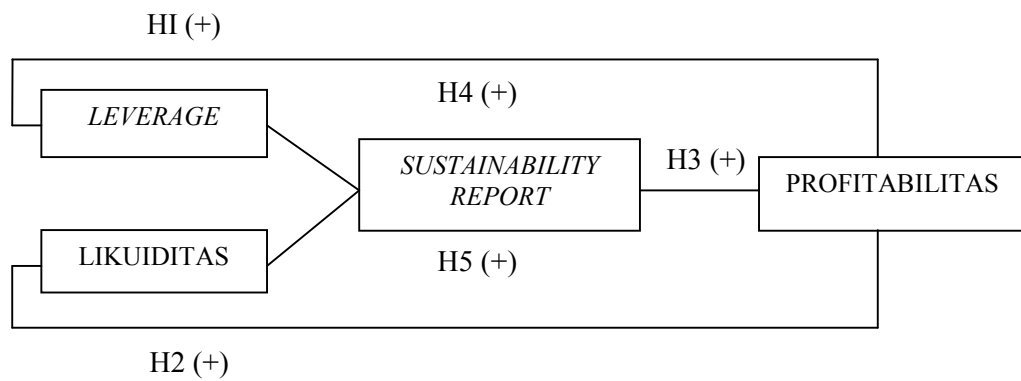 HI (+)
H4 (+)
LEVERAGE
SUSTAINABILITY
REPORT
H3 (+)
PROFITABILITAS
LIKUIDITAS
H5 (+)
H2 (+)